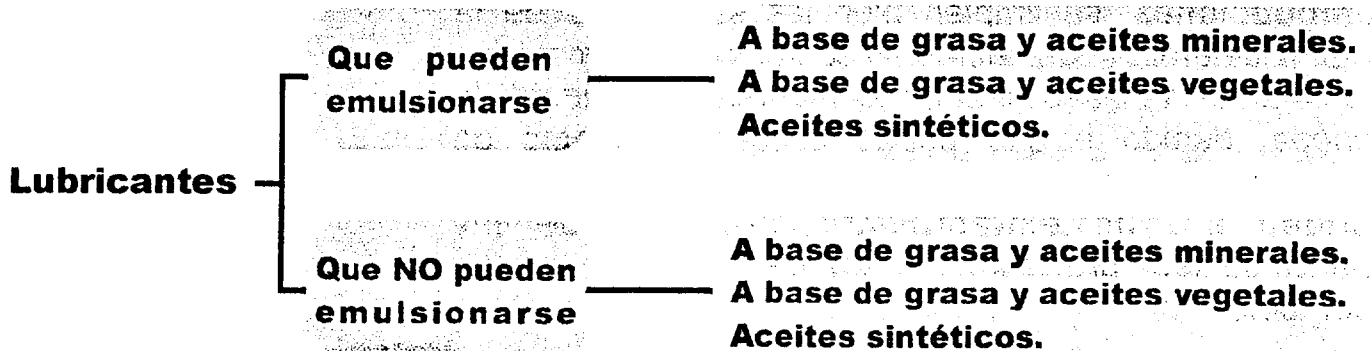 Lubricantes
Que pueden
emulsionarse
A base de grasa y aceites minerales.
A base de grasa y aceites vegetales.
Aceites sintéticos.
Que NO pueden
emulsionarse
A base de grasa y aceites minerales.
A base de grasa y aceites vegetales.
Aceites sintéticos.